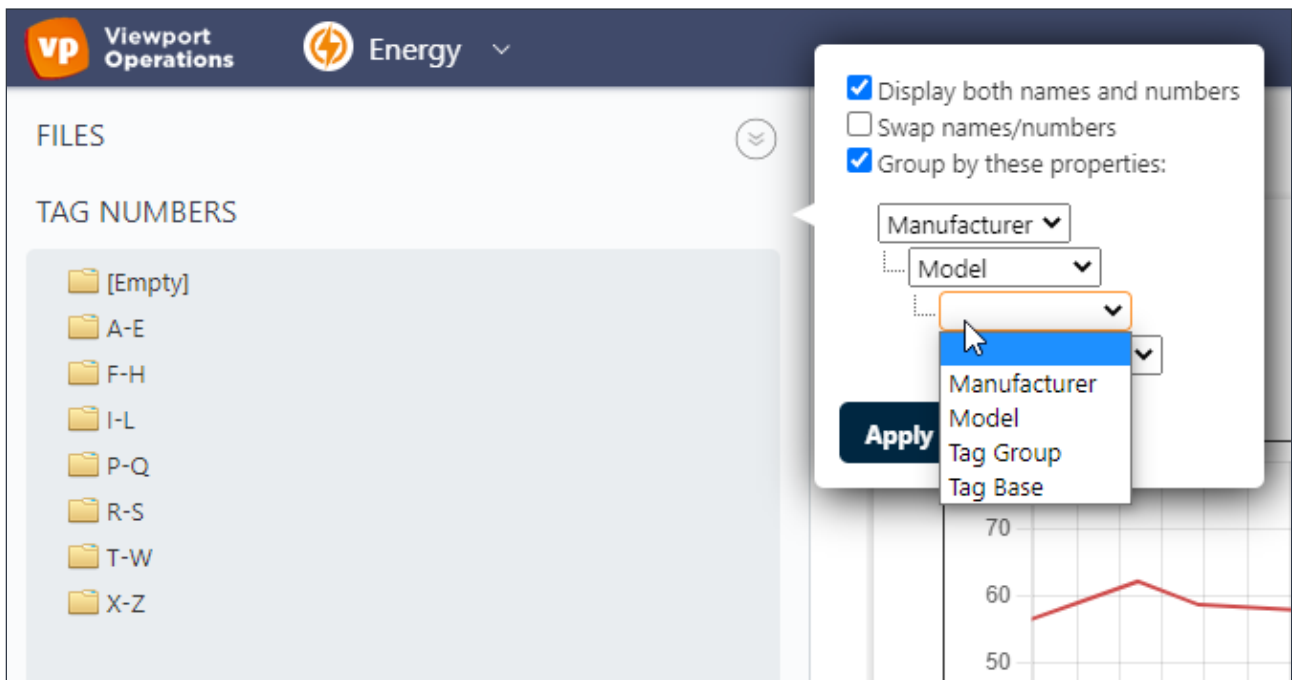 VP
Viewport
Operations
Energy
FILES
TAG NUMBERS
[Empty]
A-E
F-H
I-L
P-Q
R-S
T-W
X-Z
Display both names and numbers
Swap names/numbers
Group by these properties:
Manufacturer
Model
Manufacturer
Model
Tag Group
Tag Base
Apply
70
60
50